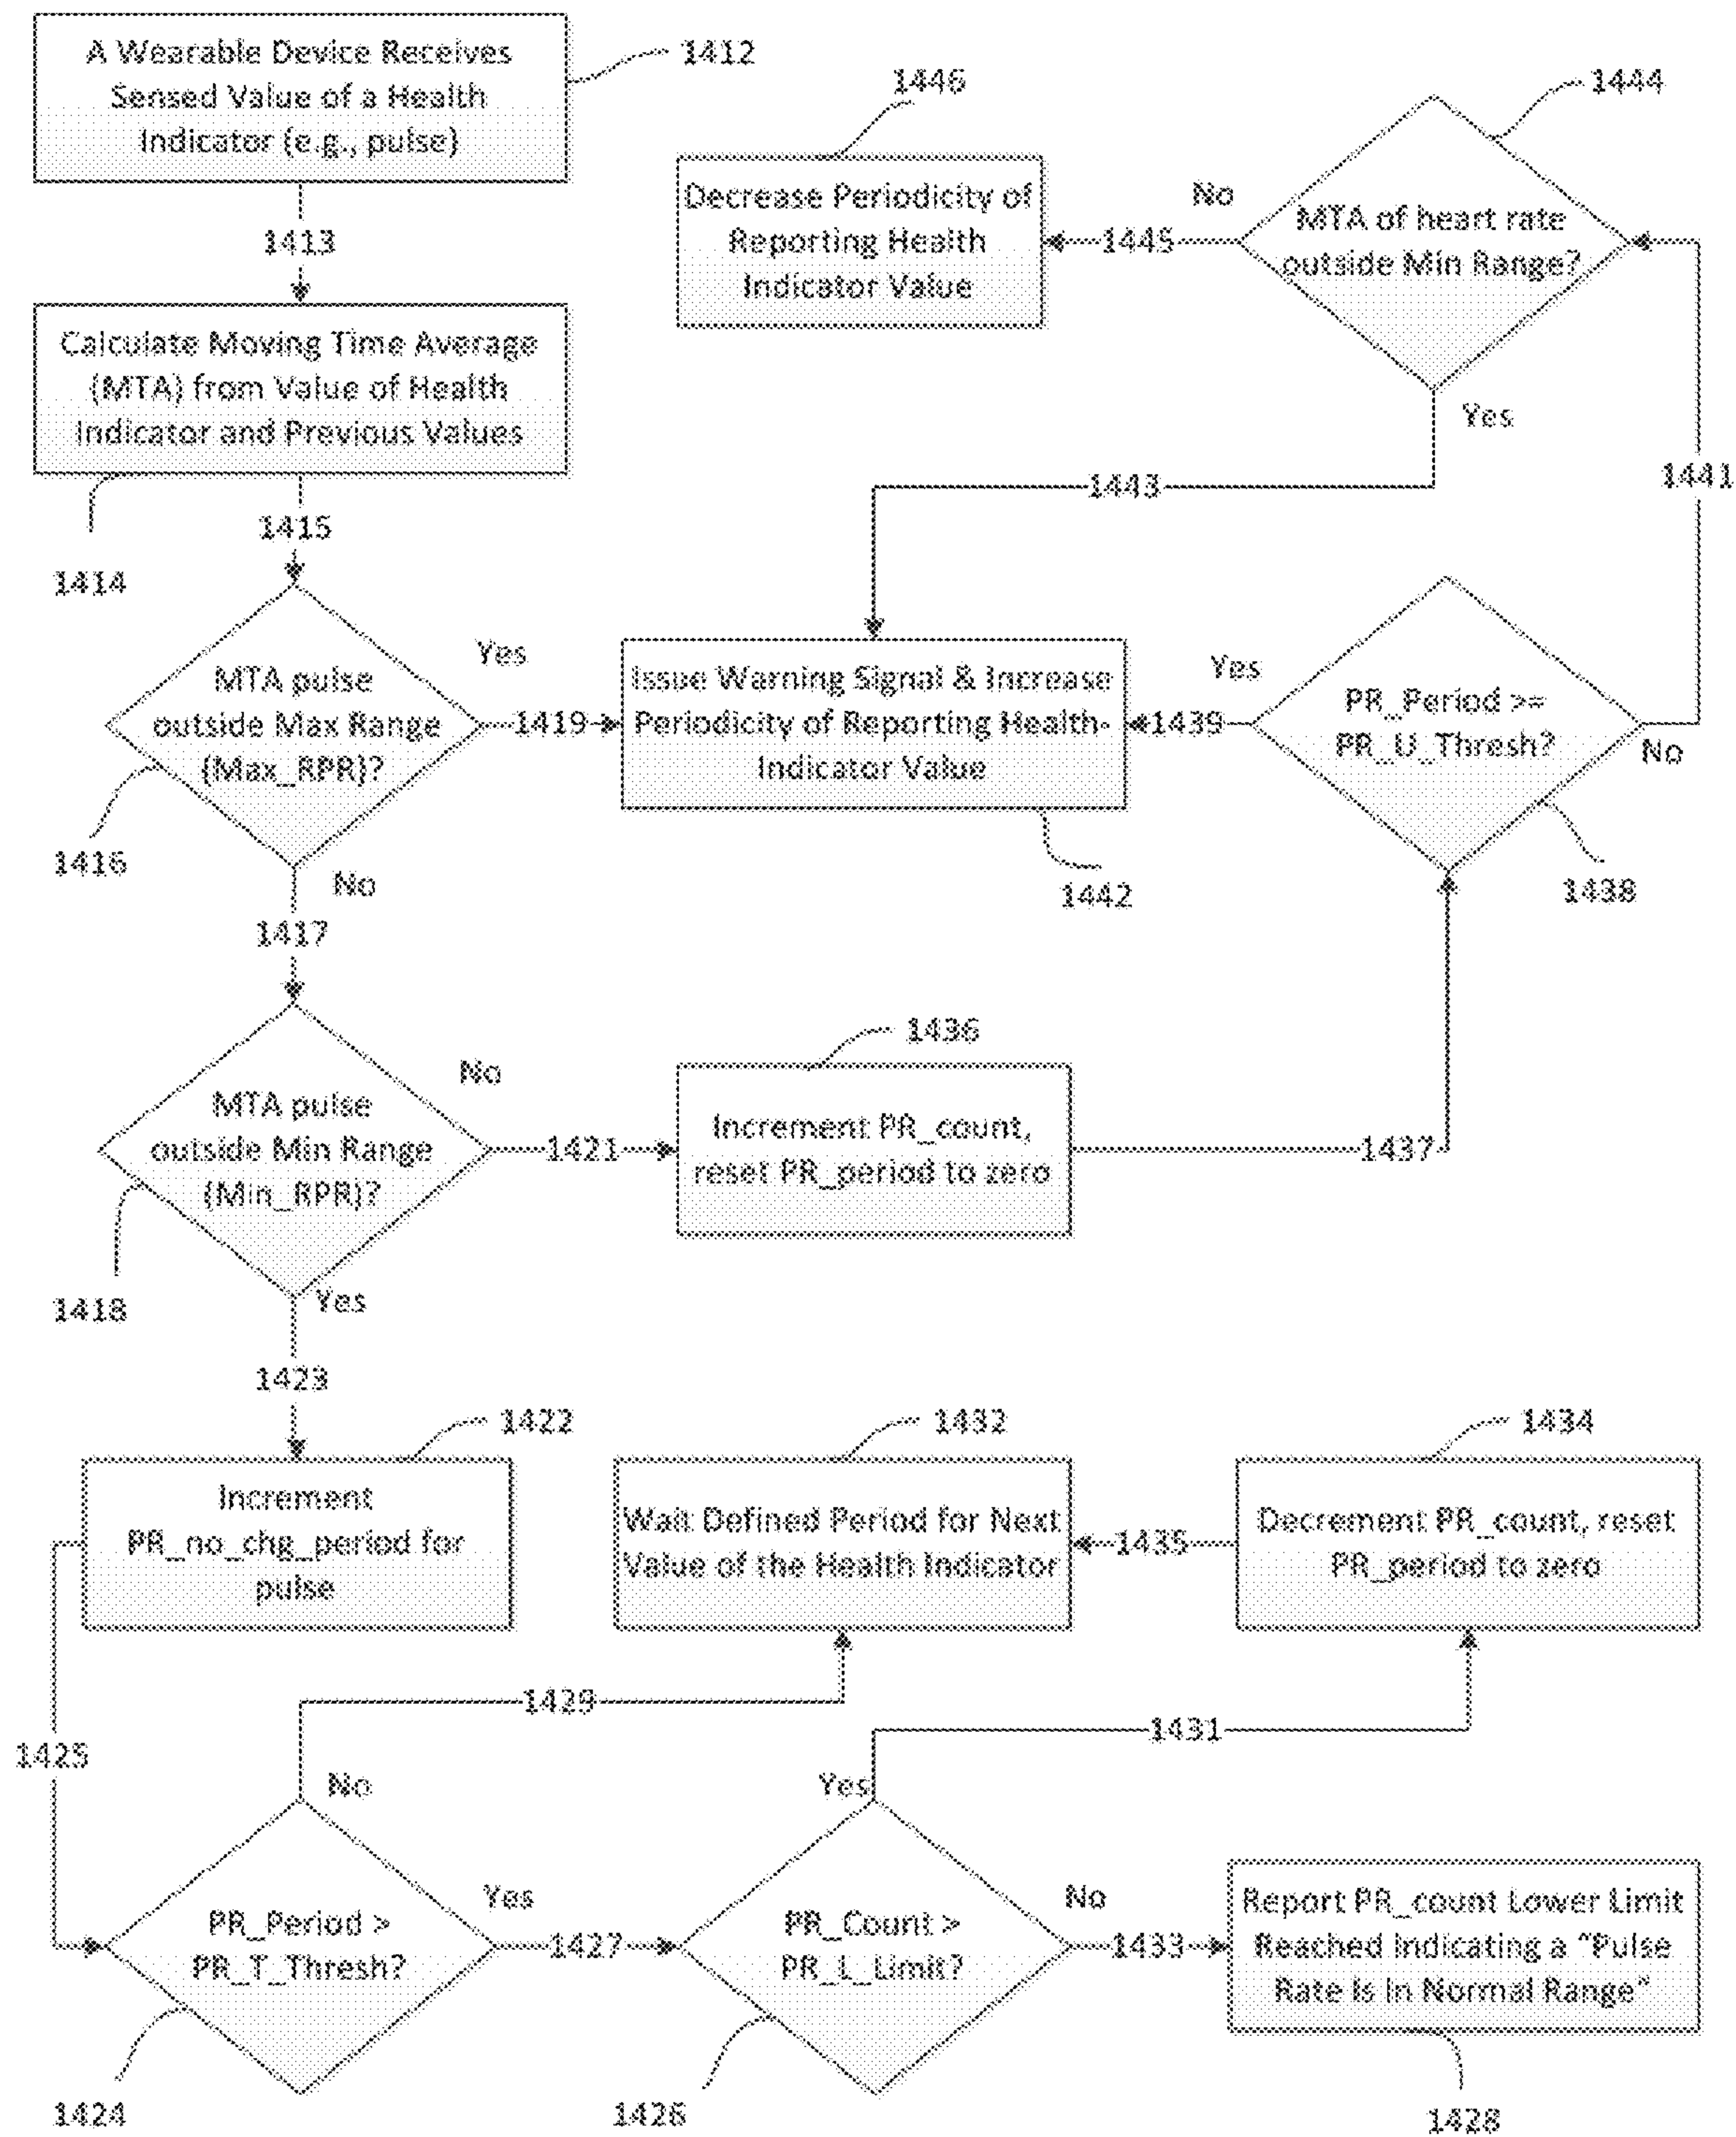 A Wearable Device Receives
Sensed Value of a Health
Indicator (e.g., pulse)
1412
1413
Calculate Moving Time Average
(MTA) from Value of Health
Indicator and Previous Values
1414
1415
MTA pulse
outside Max Range
(Max_RPR)?
1416
Yes
1419
No
1417
MTA pulse
outside Min Range
(Min_RPR)?
1418
No
1421
Yes
1423
1446
Decrease Periodicity of
Reporting Health
Indicator Value
No
1445
1444
MTA of heart rate
outside Min Range?
Yes
1443
1441
Issue Warning Signal & Increase
Periodicity of Reporting Health-
Indicator Value
1442
Yes
1439
PR_Period >=
PR_U_Thresh?
No
1438
1436
Increment PR_count,
reset PR_period to zero
1437
1422
Increment
PR_no_chg_period for
pulse
1425
1432
Wait Defined Period for Next
Value of the Health Indicator
1435
1434
Decrement PR_count, reset
PR_period to zero
1429
1431
No
PR_Period >
PR_T_Thresh?
1424
Yes
1427
Yes
PR_Count >
PR_L_Limit?
1426
No
1433
Report PR_count Lower Limit
Reached Indicating a "Pulse
Rate Is In Normal Range"
1428